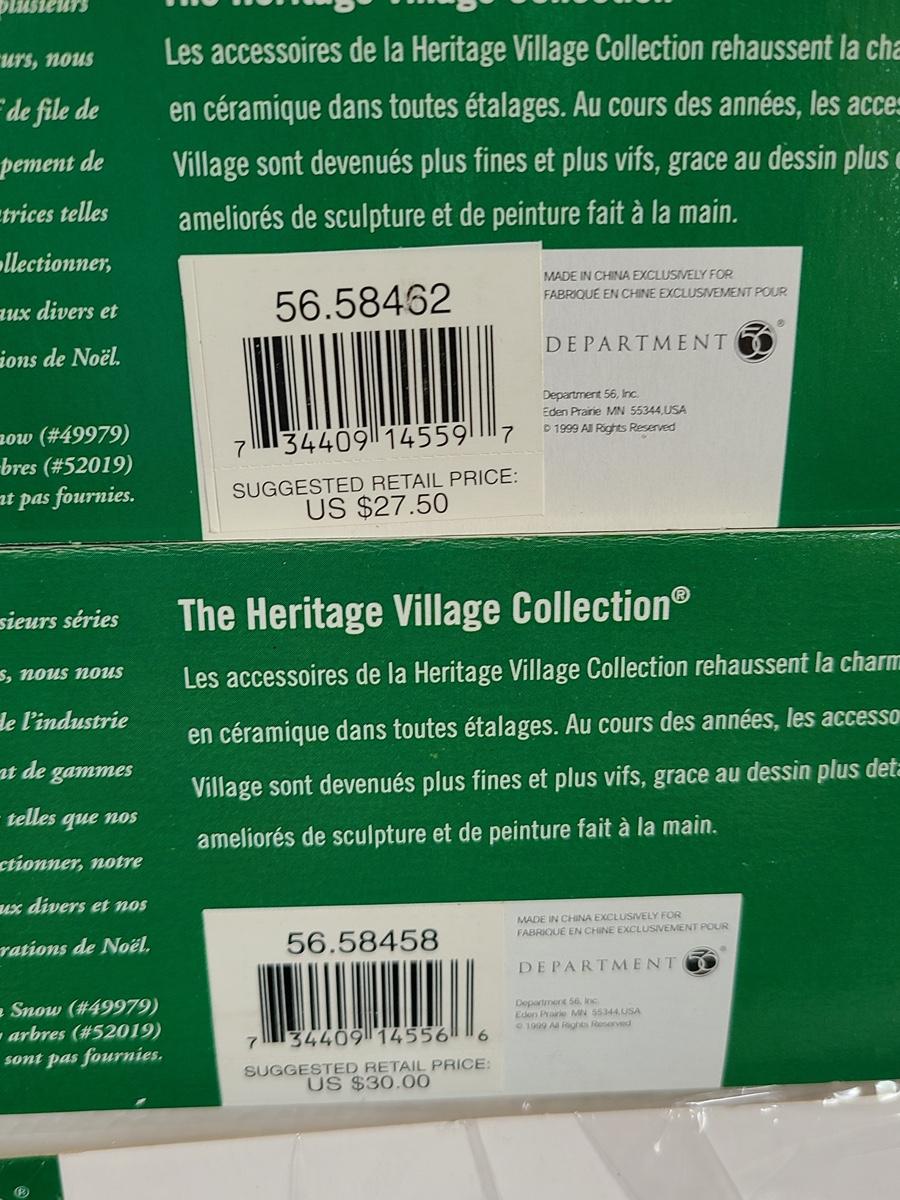 plusieurs
urs, nous
de file de
pement de
trices telles
ollectionner,
aux divers et
ions de Noël.
now (#49979)
bres (#52019)
nt pas fournies.
The Heritage Village Collection
Les accessoires de la Heritage Village Collection rehaussent la cha
en céramique dans toutes étalages. Au cours des années, les acces
Village sont devenués plus fines et plus vifs, grace au dessin plus
ameliorés de sculpture et de peinture fait à la main.
56.58462
7 34409 14559 7
SUGGESTED RETAIL PRICE:
US $27.50
MADE IN CHINA EXCLUSIVELY FOR
FABRIQUÉ EN CHINE EXCLUSIVEMENT POUR
DEPARTMENT 56®
Department 56, Inc.
Eden Prairie MN 55344,USA
© 1999 All Rights Reserved
sieurs séries
s, nous nous
de l'industrie
nt de gammes
telles que nos
ctionner, notre
ux divers et nos
rations de Noël.
Snow (#49979)
arbres (#52019)
sont pas fournies.
The Heritage Village Collection®
Les accessoires de la Heritage Village Collection rehaussent la charm
en céramique dans toutes étalages. Au cours des années, les accesso
Village sont devenués plus fines et plus vifs, grace au dessin plus deta
ameliorés de sculpture et de peinture fait à la main.
56.58458
7 34409 14556 6
SUGGESTED RETAIL PRICE:
US $30.00
MADE IN CHINA EXCLUSIVELY FOR
FABRIQUÉ EN CHINE EXCLUSIVEMENT POUR
DEPARTMENT 56®
Department 56, Inc.
Eden Prairie MN 55344,USA
© 1999 All Rights Reserved
®